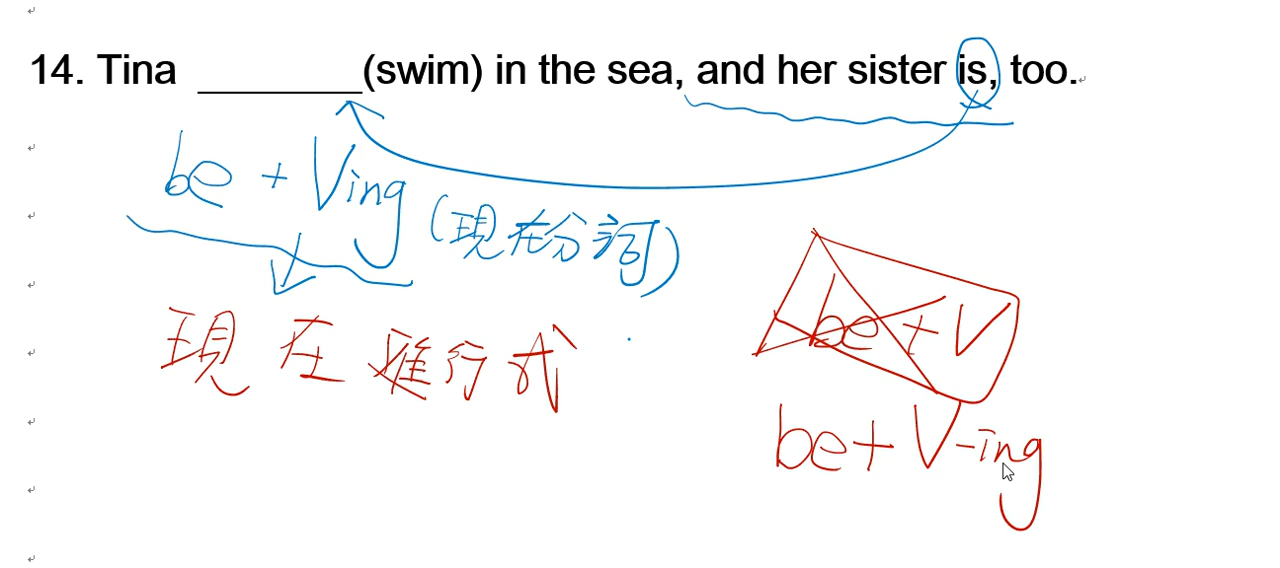 14. Tina _________(swim) in the sea, and her sister is, too.
be + Ving (現在分詞)
現在進行式
be + V
be + V-ing